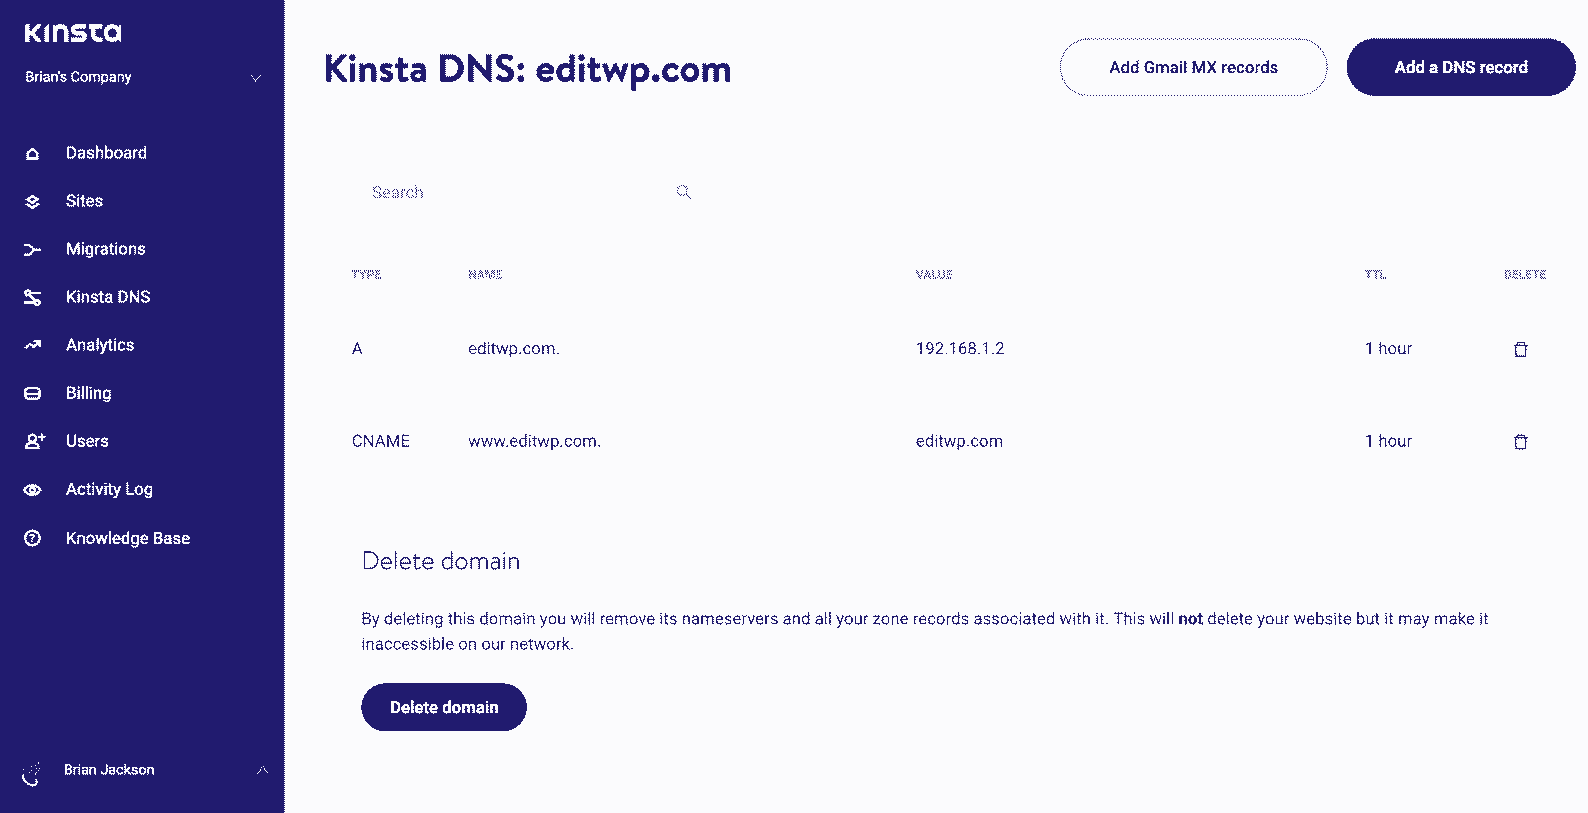 Kinsta
Brian's Company
Dashboard
Sites
Migrations
Kinsta DNS
Analytics
Billing
Users
Activity Log
Knowledge Base
Brian Jackson
Kinsta DNS: editwp.com
Add Gmail MX records
Add a DNS record
Search
TYPE NAME VALUE TTL DELETE
A editwp.com. 192.168.1.2 1 hour
CNAME www.editwp.com. editwp.com 1 hour
Delete domain
By deleting this domain you will remove its nameservers and all your zone records associated with it. This will not delete your website but it may make it
inaccessible on our network.
Delete domain